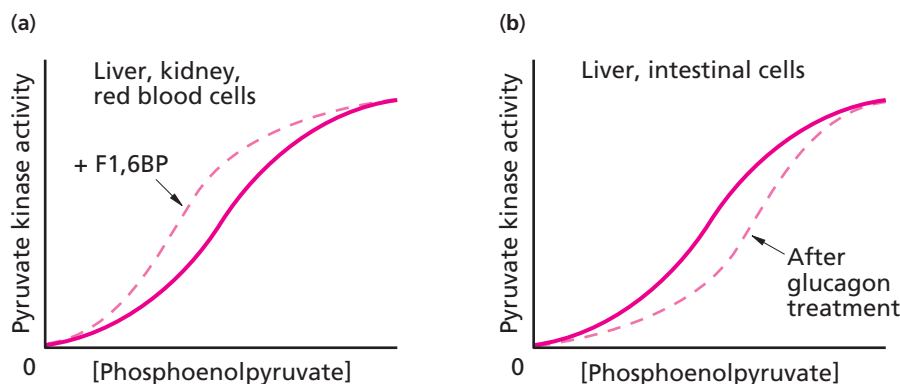 (a)
Pyruvate kinase activity
Liver, kidney,
red blood cells
+ F1,6BP
0
[Phosphoenolpyruvate]
(b)
Pyruvate kinase activity
Liver, intestinal cells
After
glucagon
treatment
0
[Phosphoenolpyruvate]